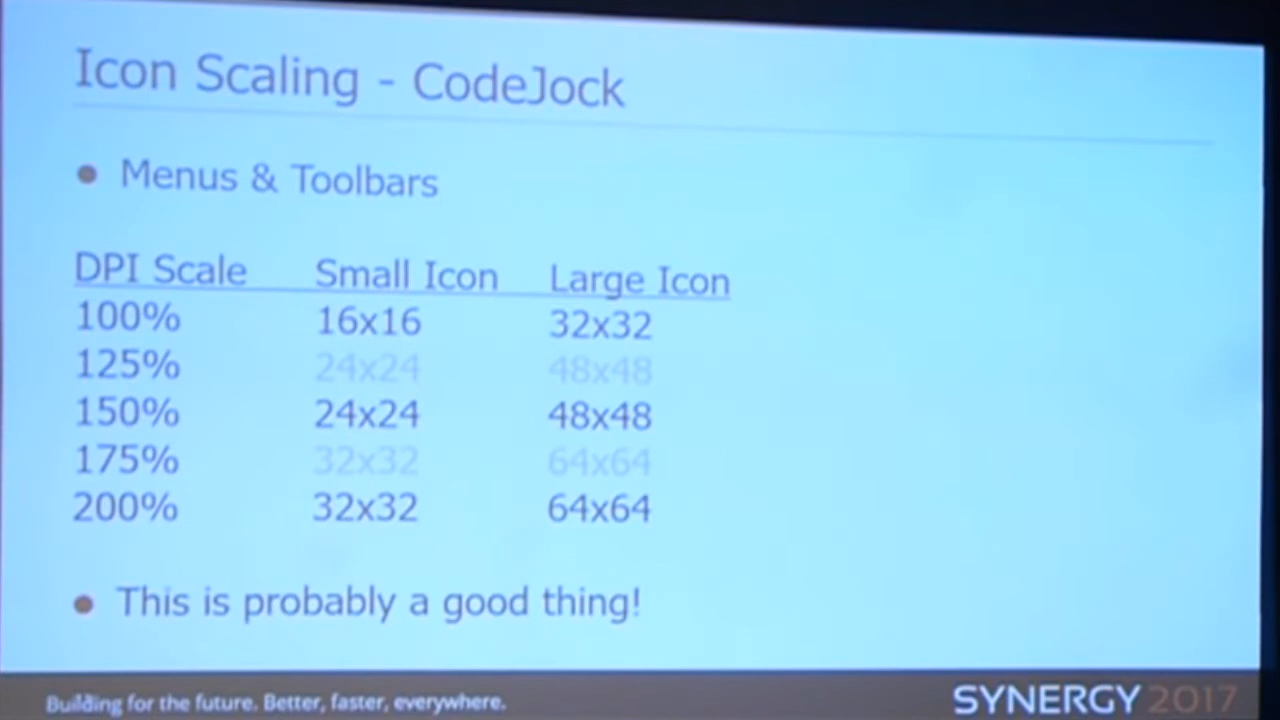 Icon Scaling - CodeJock
● Menus & Toolbars
DPI Scale Small Icon Large Icon
100% 16x16 32x32
125% 24x24 48x48
150% 24x24 48x48
175% 32x32 64x64
200% 32x32 64x64
● This is probably a good thing!
Building for the future. Better, faster, everywhere.
SYNERGY 2017